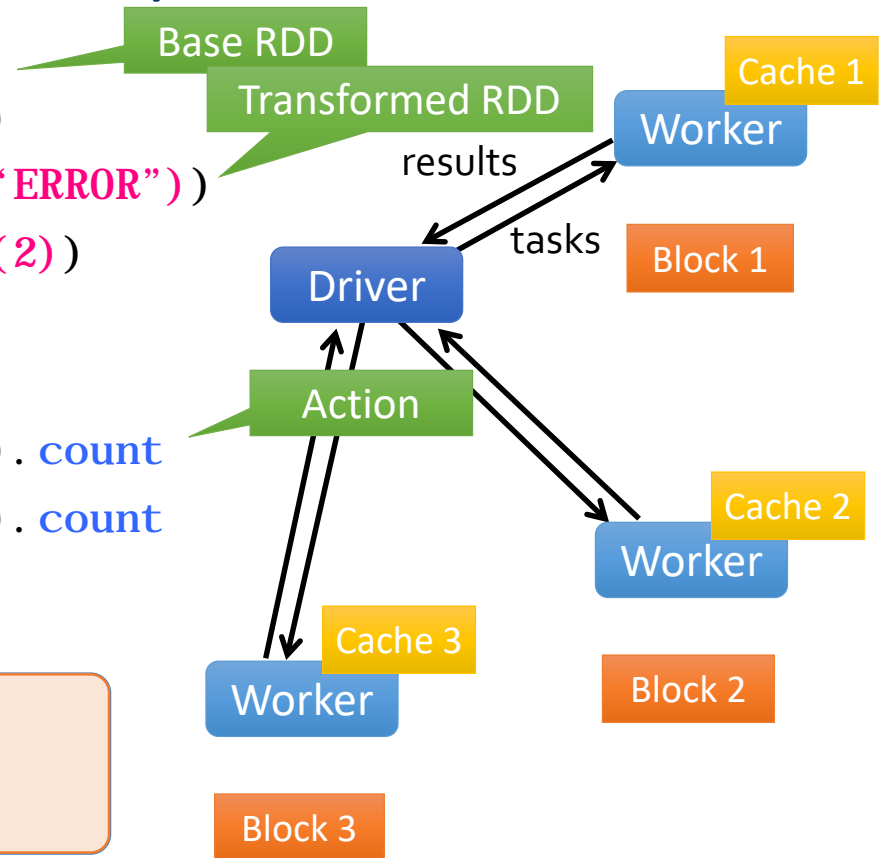 Base RDD
Cache 1
Transformed RDD
Worker
)
results
“ERROR”))
tasks
(2))
Block 1
Driver
Action
).count
Cache 2
).count
Worker
Cache 3
Block 2
Worker
Block 3